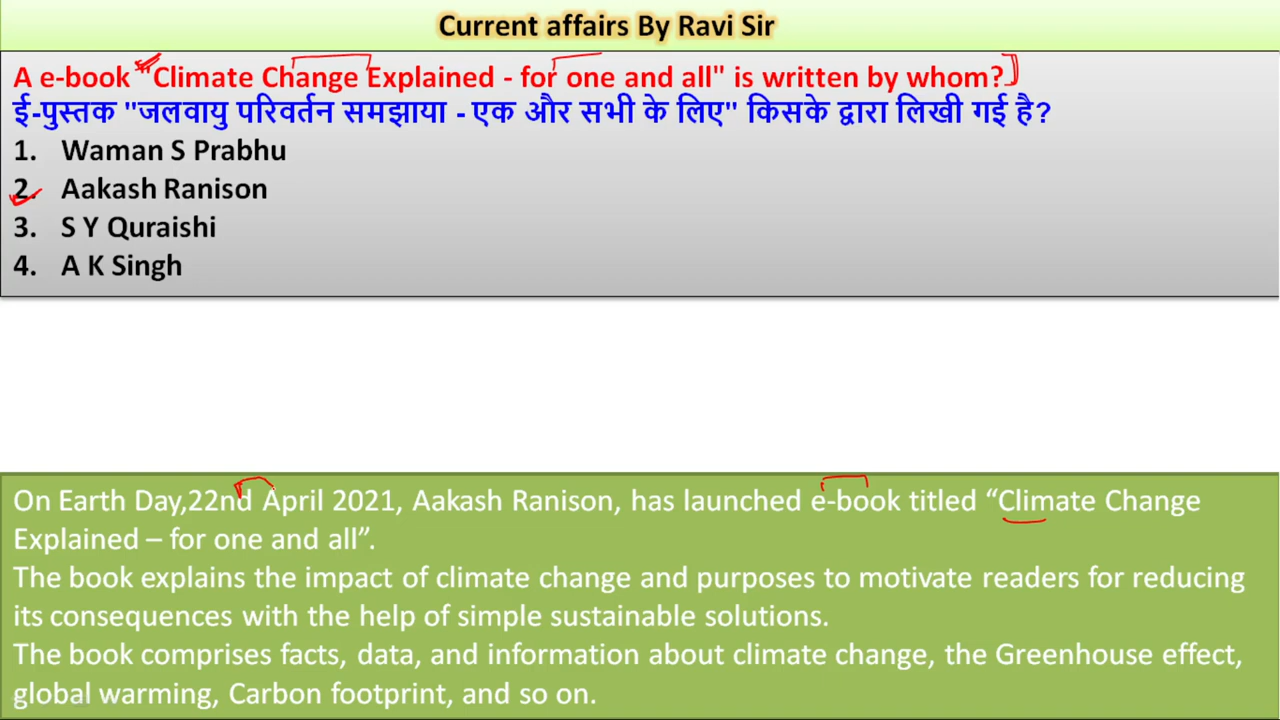 Current affairs By Ravi Sir
A e-book "Climate Change Explained - for one and all" is written by whom?
ई-पुस्तक "जलवायु परिवर्तन समझाया - एक और सभी के लिए" किसके द्वारा लिखी गई है?
1. Waman S Prabhu
2. Aakash Ranison
3. S Y Quraishi
4. A K Singh
On Earth Day,22nd April 2021, Aakash Ranison, has launched e-book titled “Climate Change
Explained – for one and all”.
The book explains the impact of climate change and purposes to motivate readers for reducing
its consequences with the help of simple sustainable solutions.
The book comprises facts, data, and information about climate change, the Greenhouse effect,
global warming, Carbon footprint, and so on.